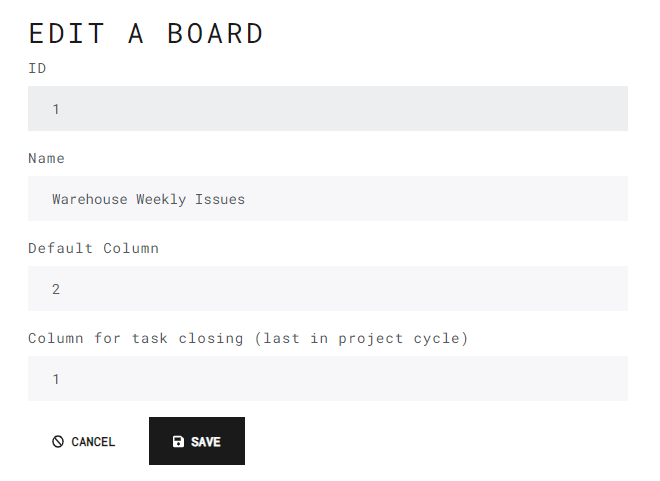 EDIT A BOARD
ID
1
Name
Warehouse Weekly Issues
Default Column
2
Column for task closing (last in project cycle)
1
CANCEL SAVE